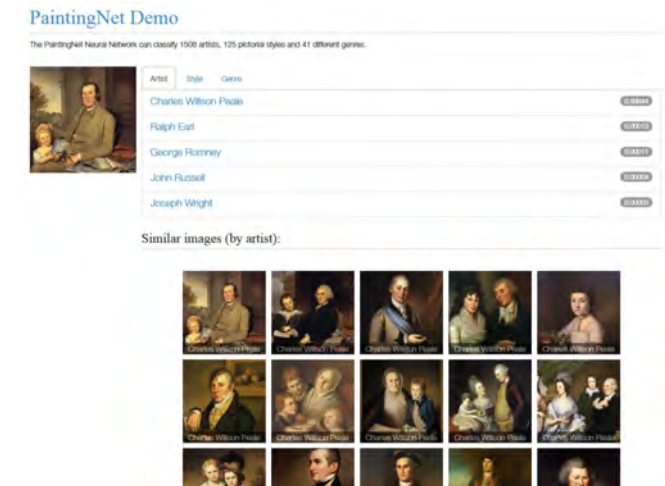 PaintingNet Demo
The PaintingNet Neural Network can classify 1508 artists, 125 pictorial styles and 41 different genres.
Artist Style Genre
Charles Willson Peale
Ralph Earl
George Romney
John Russell
Joseph Wright
Similar images (by artist):
Charles Willson Peale Charles Willson Peale Charles Willson Peale Charles Willson Peale Charles Willson Peale
Charles Willson Peale Charles Willson Peale Charles Willson Peale Charles Willson Peale Charles Willson Peale